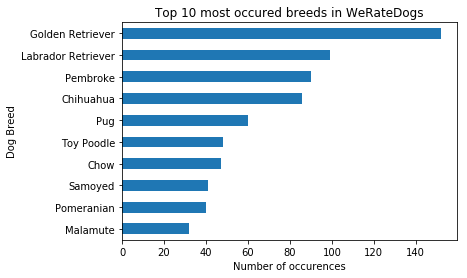 Top 10 most occured breeds in WeRateDogs
Dog Breed
Golden Retriever
Labrador Retriever
Pembroke
Chihuahua
Pug
Toy Poodle
Chow
Samoyed
Pomeranian
Malamute
0 20 40 60 80 100 120 140
Number of occurences